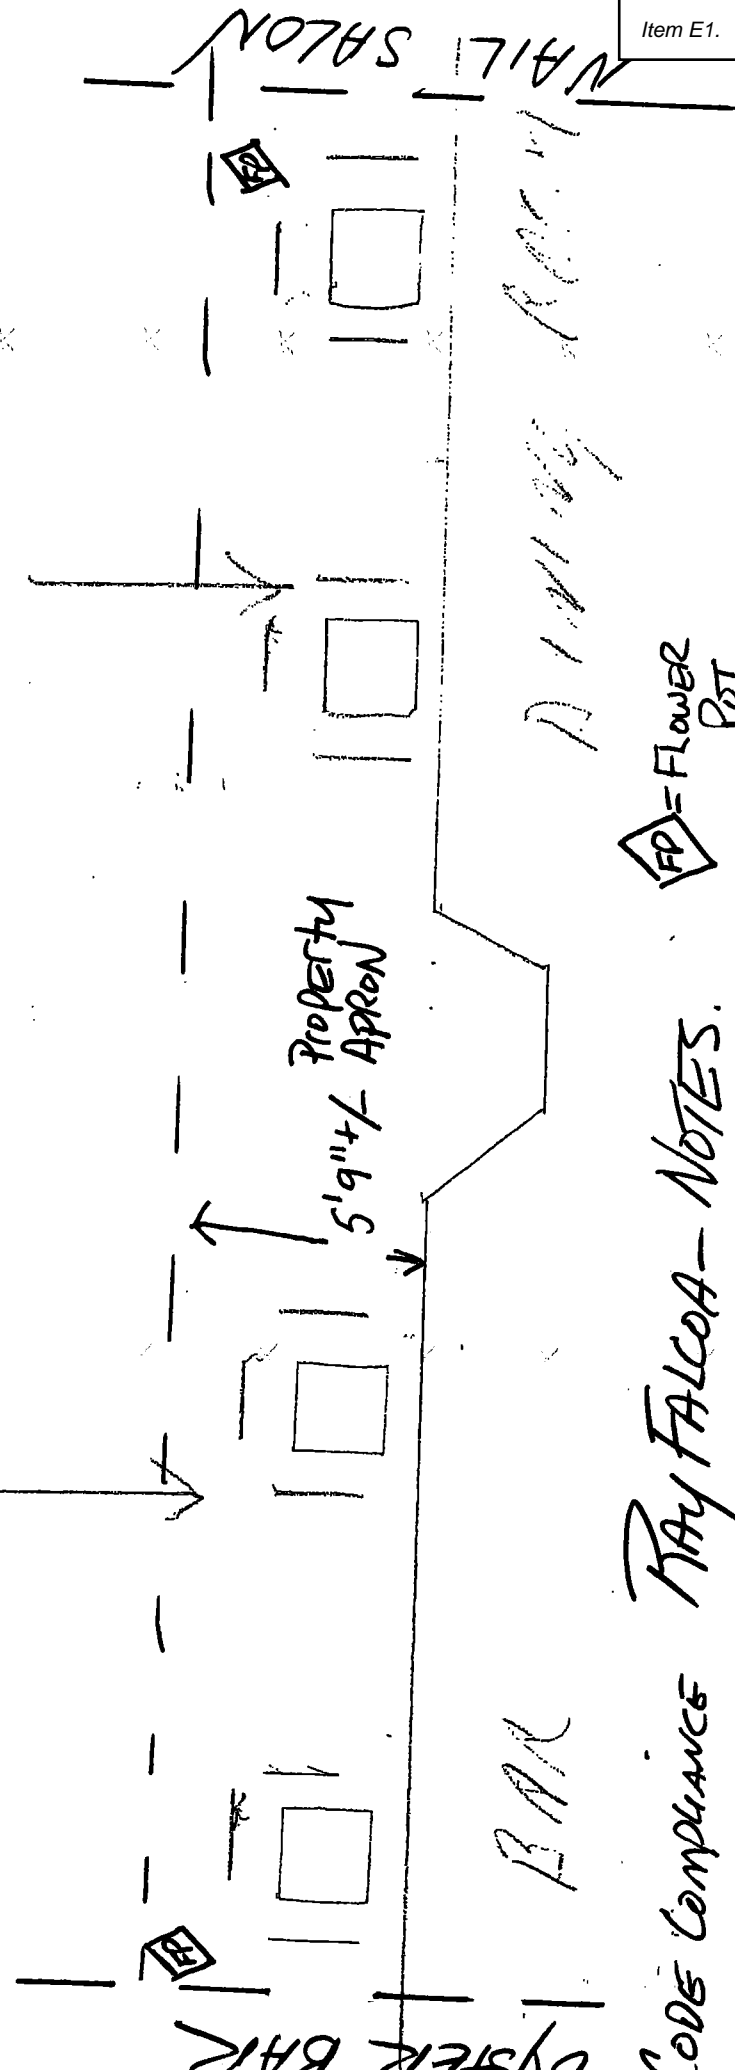 Item E1.
NAIL SALON
DINING ROOM
FP
5'9"+/- Property
APRON
BAR
FP
FP = FLOWER
POT
OYSTER BAR
CODE COMPLIANCE RAY FALCOA - NOTES.